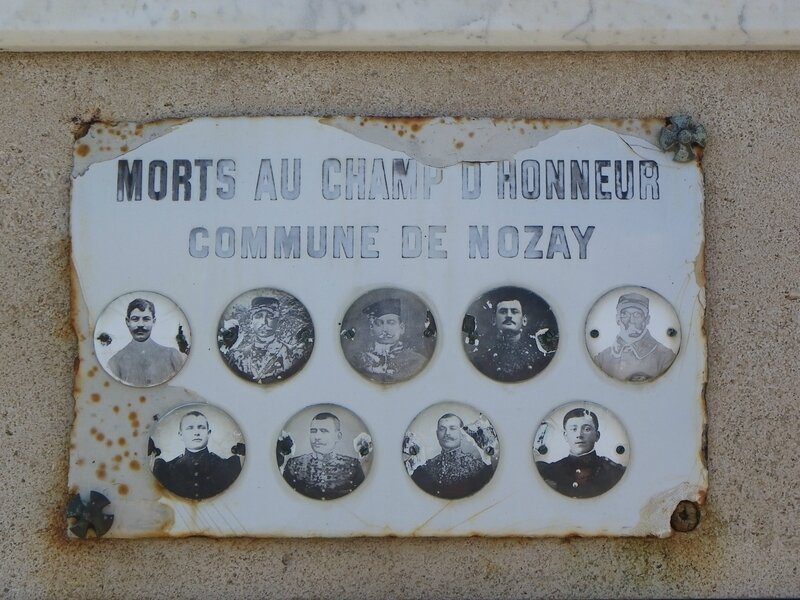 MORTS AU CHAMP D'HONNEUR
COMMUNE DE NOZAY